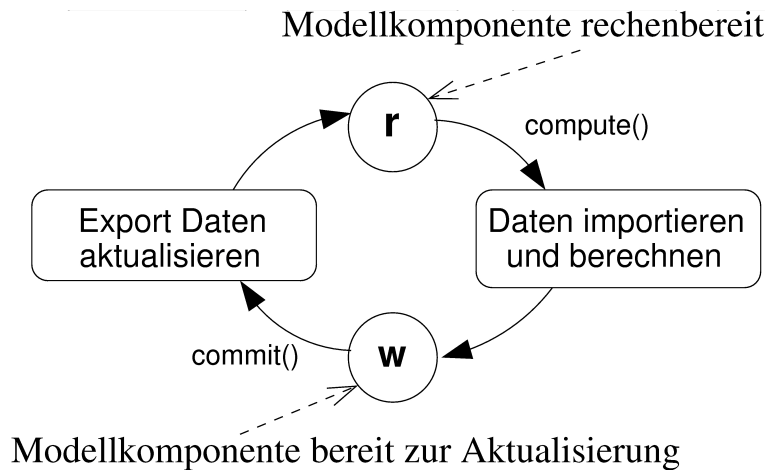 Modellkomponente rechenbereit
r
compute()
Export Daten
aktualisieren
Daten importieren
und berechnen
w
commit()
Modellkomponente bereit zur Aktualisierung